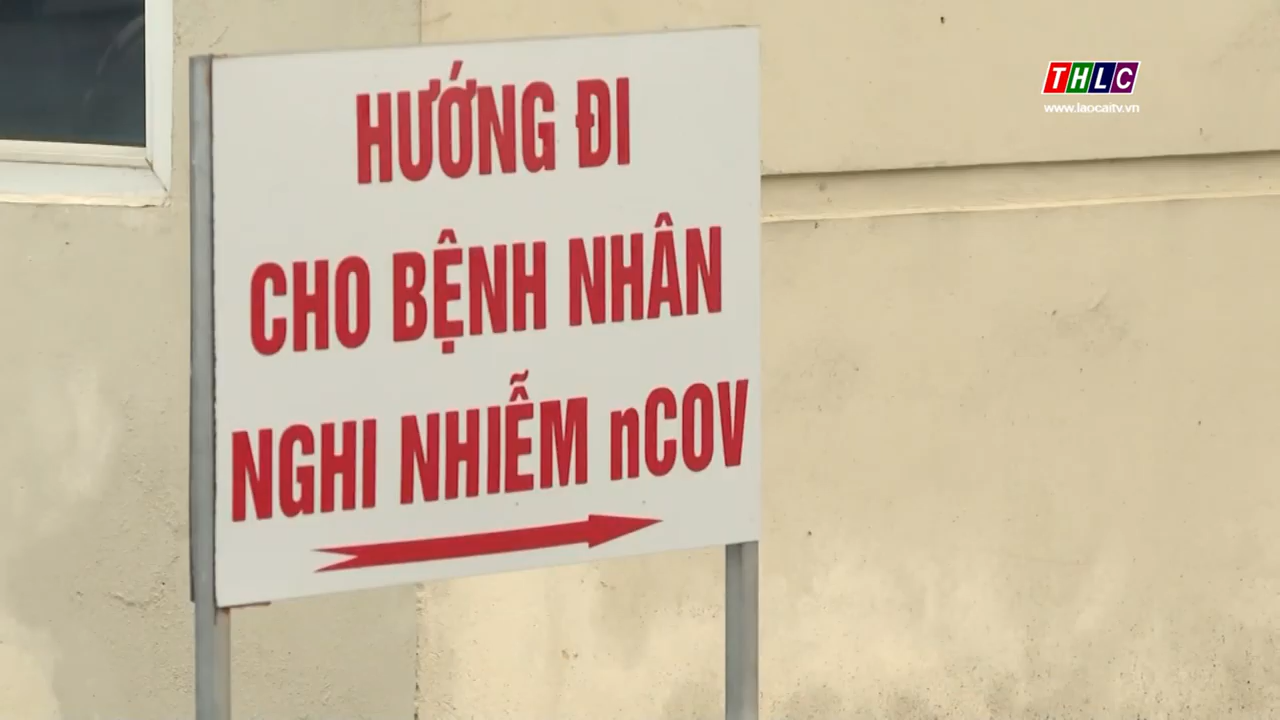 HƯỚNG ĐI
CHO BỆNH NHÂN
NGHI NHIỄM nCOV
THLC
www.laocaitv.vn